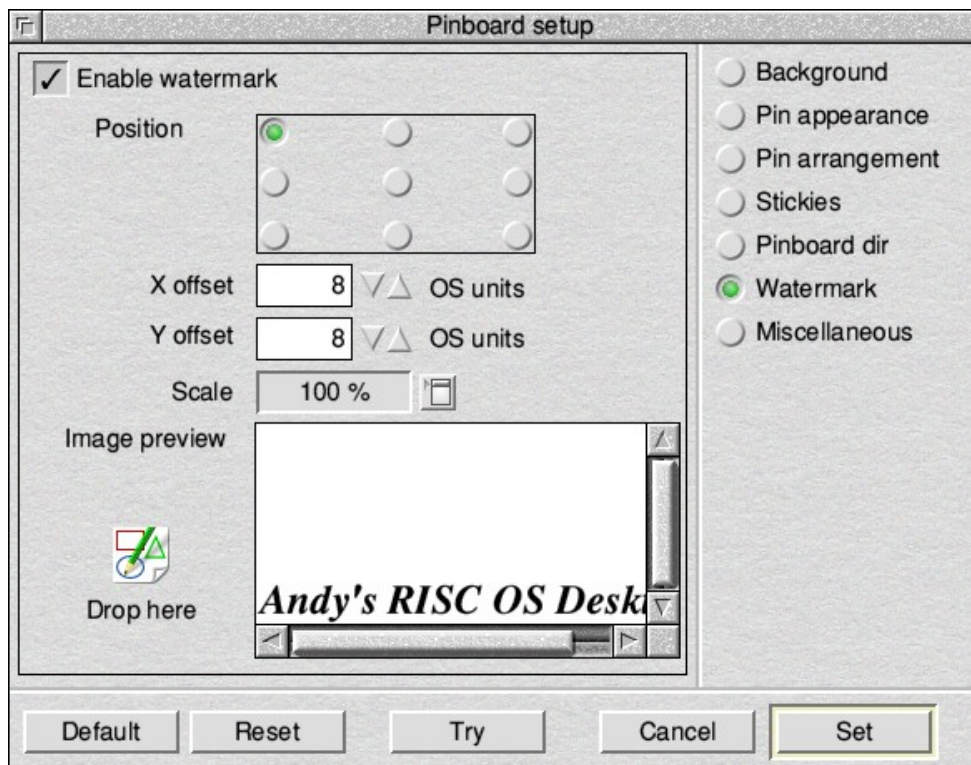 Pinboard setup
Enable watermark
Position
X offset 8 OS units
Y offset 8 OS units
Scale 100 %
Image preview
Andy's RISC OS
Drop here
Background
Pin appearance
Pin arrangement
Stickies
Pinboard dir
Watermark
Miscellaneous
Default Reset Try Cancel Set